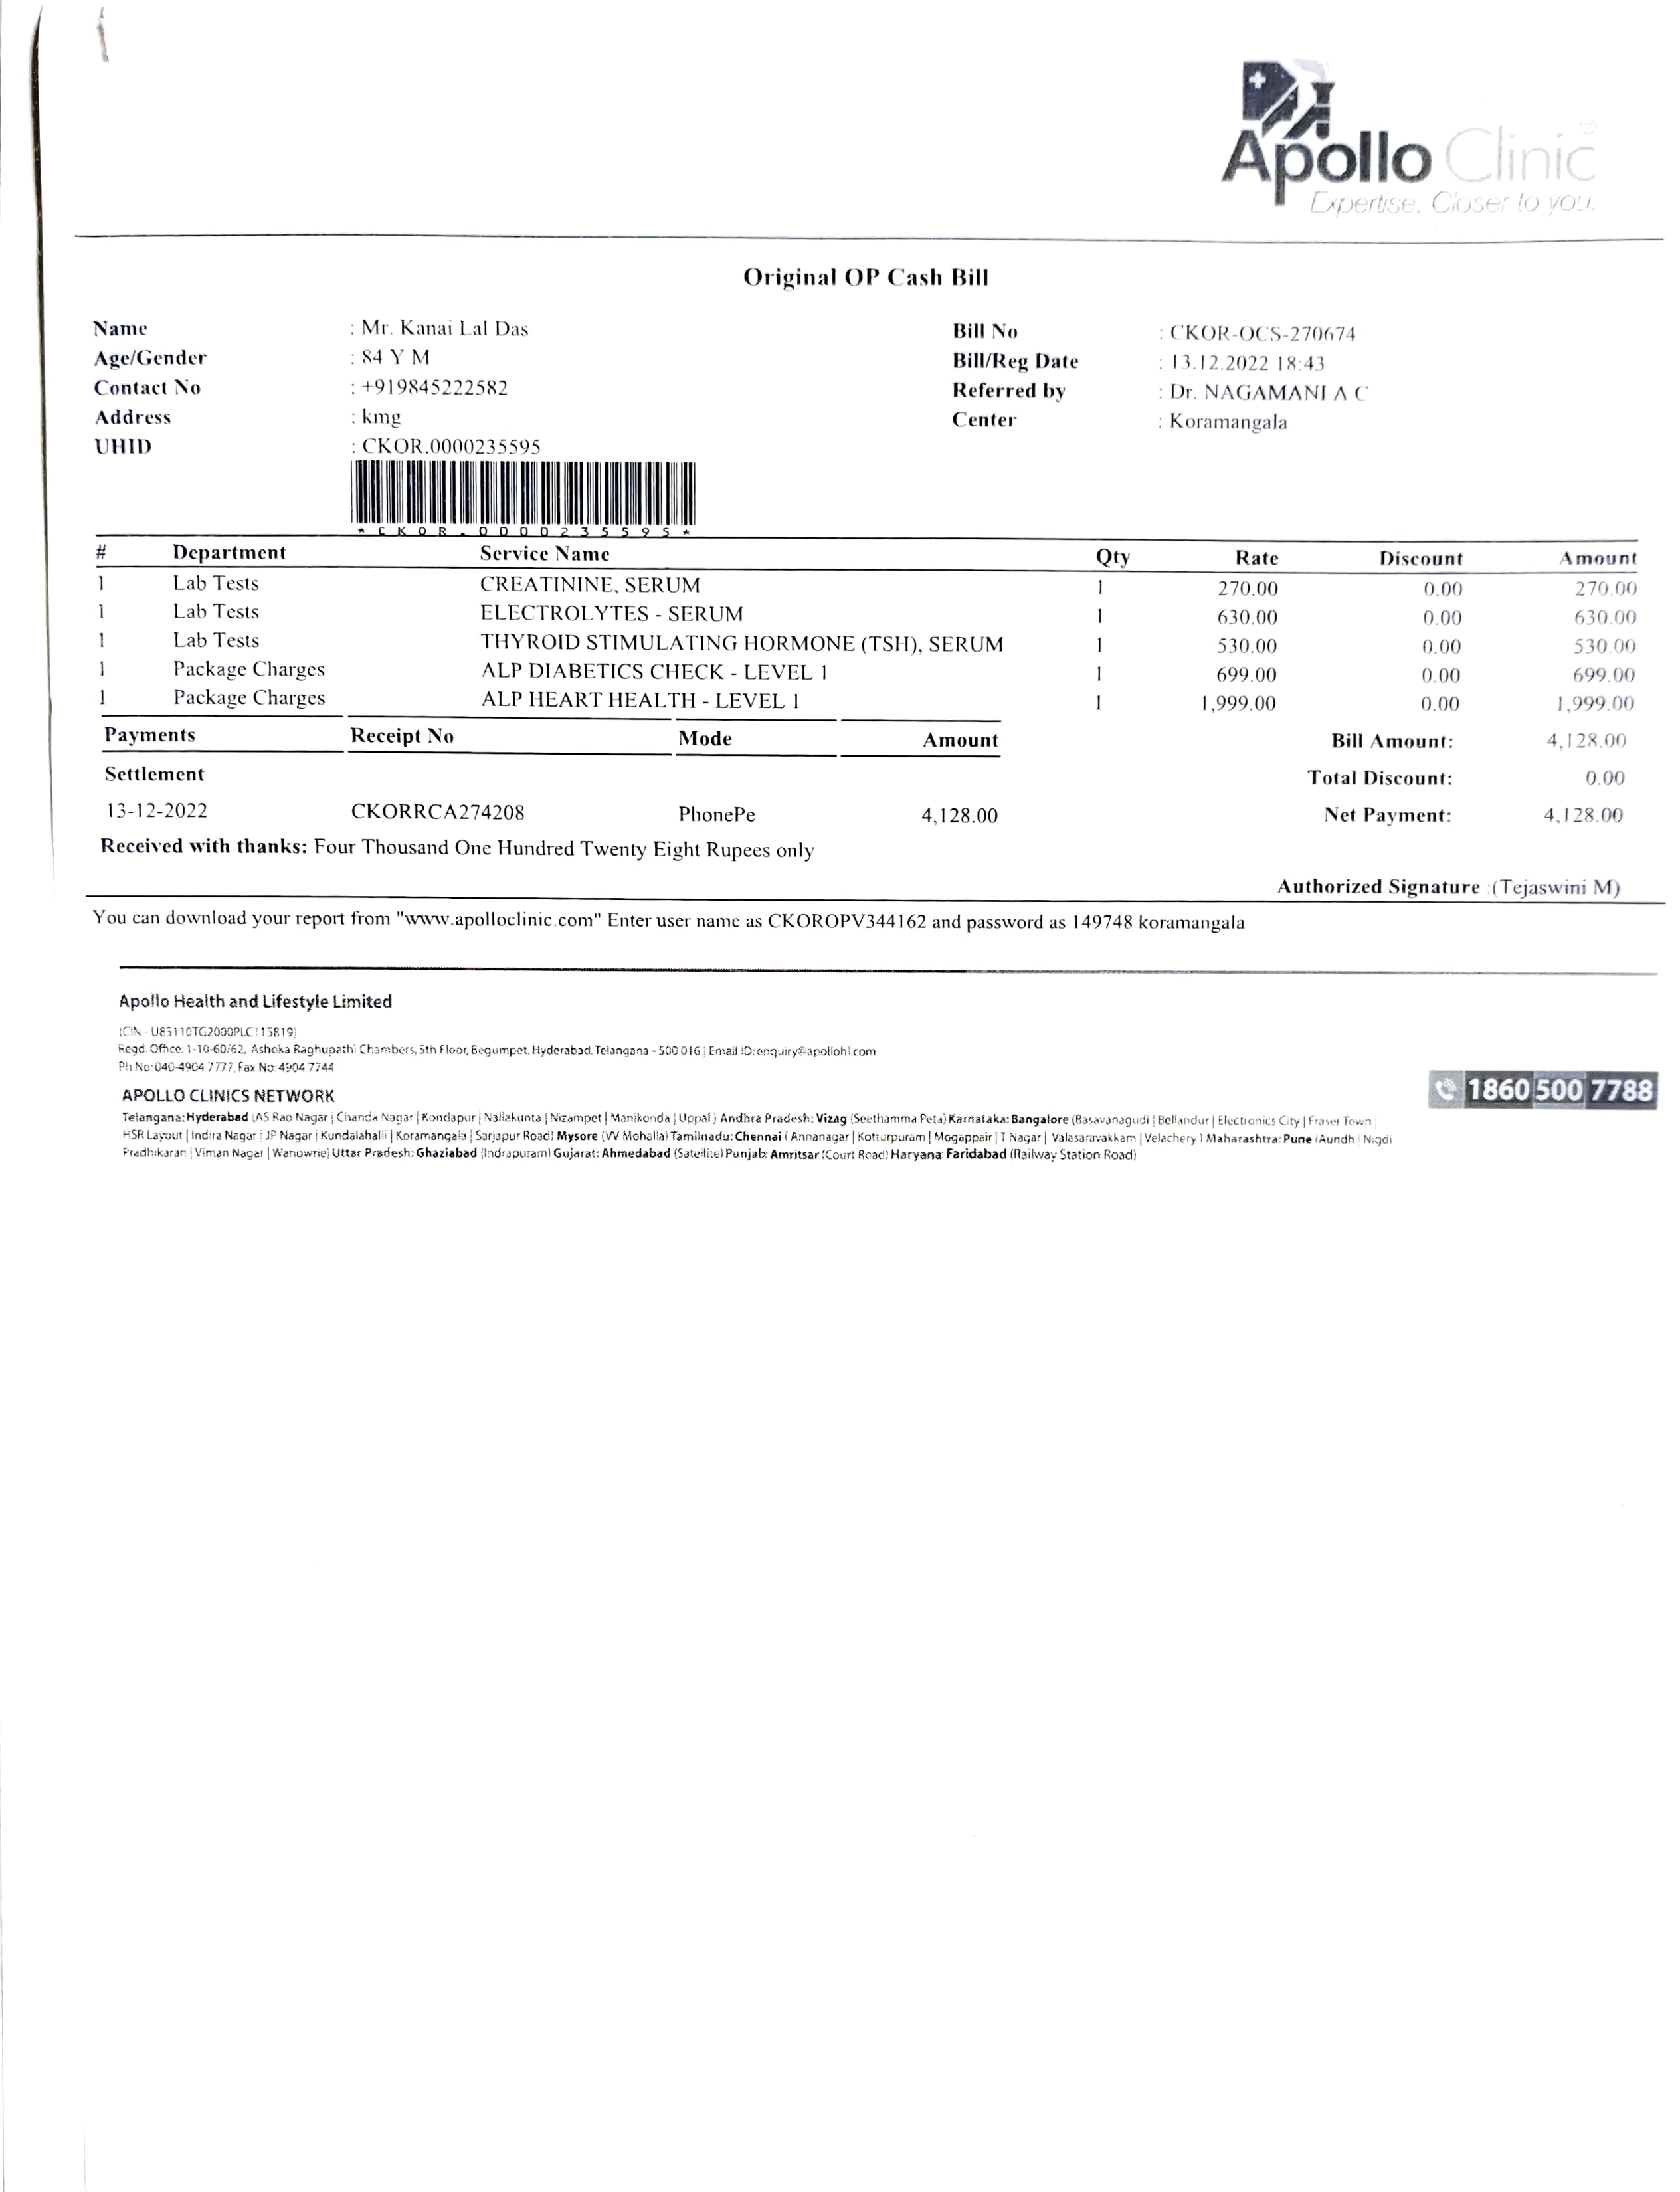 Apollo Clinic
Expertise. Closer to you.
Original OP Cash Bill
Name : Mr. Kanai Lal Das Bill No : CKOR-OCS-270674
Age/Gender : 84 Y M Bill/Reg Date : 13.12.2022 18:43
Contact No : +919845222582 Referred by : Dr. NAGAMANI A C
Address : kmg Center : Koramangala
UHID : CKOR.0000235595
*CKOR.0000235595*
# Department Service Name Qty Rate Discount Amount
1 Lab Tests CREATININE, SERUM 1 270.00 0.00 270.00
1 Lab Tests ELECTROLYTES - SERUM 1 630.00 0.00 630.00
1 Lab Tests THYROID STIMULATING HORMONE (TSH), SERUM 1 530.00 0.00 530.00
1 Package Charges ALP DIABETICS CHECK - LEVEL 1 1 699.00 0.00 699.00
1 Package Charges ALP HEART HEALTH - LEVEL 1 1 1,999.00 0.00 1,999.00
Payments Receipt No Mode Amount Bill Amount: 4,128.00
Settlement Total Discount: 0.00
13-12-2022 CKORRCA274208 PhonePe 4,128.00 Net Payment: 4,128.00
Received with thanks: Four Thousand One Hundred Twenty Eight Rupees only
Authorized Signature :(Tejaswini M)
You can download your report from "www.apolloclinic.com" Enter user name as CKOROPV344162 and password as 149748 koramangala
Apollo Health and Lifestyle Limited
(CIN - U85110TG2000PLC115819)
Regd. Office: 1-10-60/62, Ashoka Raghupathi Chambers, 5th Floor, Begumpet, Hyderabad, Telangana - 500 016 | Email ID: enquiry@apollohl.com
Ph No: 040-4904 7777, Fax No: 4904 7744
APOLLO CLINICS NETWORK
1860 500 7788
Telangana: Hyderabad (AS Rao Nagar | Chanda Nagar | Kondapur | Nallakunta | Nizampet | Manikonda | Uppal) Andhra Pradesh: Vizag (Seethamma Peta) Karnataka: Bangalore (Basavanagudi | Bellandur | Electronics City | Fraser Town |
HSR Layout | Indira Nagar | JP Nagar | Kundalahalli | Koramangala | Sarjapur Road) Mysore (VV Mohalla) Tamilnadu: Chennai (Annanagar | Kotturpuram | Mogappair | T Nagar | Valasaravakkam | Velachery) Maharashtra: Pune (Aundh | Nigdi
Pradhikaran | Viman Nagar | Wanowrie) Uttar Pradesh: Ghaziabad (Indrapuram) Gujarat: Ahmedabad (Satellite) Punjab: Amritsar (Court Road) Haryana: Faridabad (Railway Station Road)